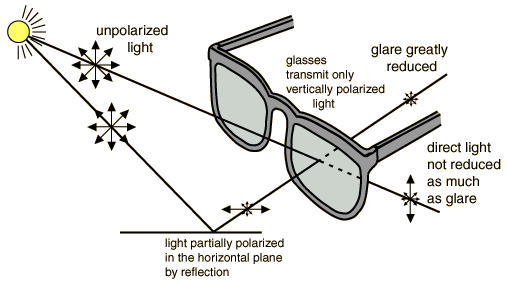 unpolarized
light
glasses
transmit only
vertically polarized
light
glare greatly
reduced
direct light
not reduced
as much
as glare
light partially polarized
in the horizontal plane
by reflection